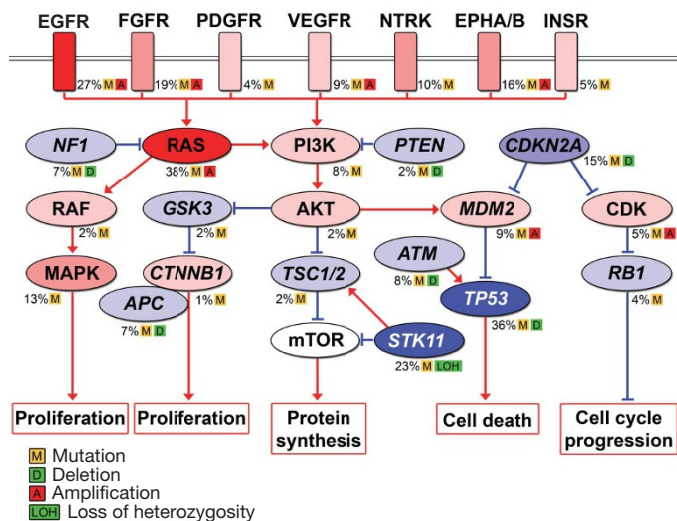 EGFR FGFR PDGFR VEGFR NTRK EPHA/B INSR
27% M A 19% M A 4% M 9% M A 10% M 16% M A 5% M
NF1 RAS PI3K PTEN CDKN2A
7% M D 38% M A 8% M 2% M D 15% M D
RAF GSK3 AKT MDM2 CDK
2% M 2% M 2% M 9% M A 5% M A
MAPK CTNNB1 TSC1/2 ATM RB1
13% M 1% M 2% M 8% M D 4% M
APC TP53
7% M D 36% M D
mTOR STK11
23% M LOH
Proliferation Proliferation Protein Cell death Cell cycle
synthesis progression
M Mutation
D Deletion
A Amplification
LOH Loss of heterozygosity